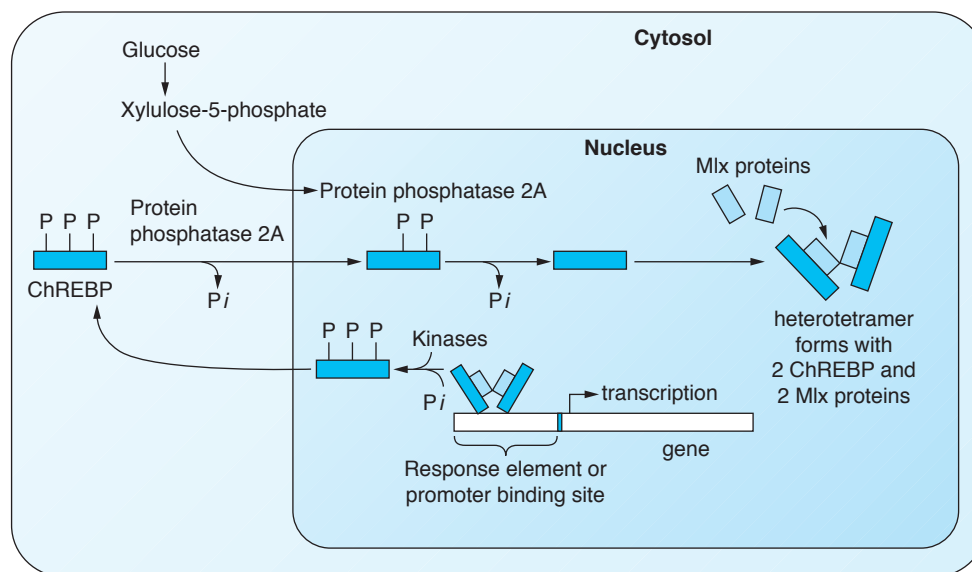 Cytosol
Glucose
Xylulose-5-phosphate
Nucleus
Mlx proteins
Protein phosphatase 2A
P P P
Protein
phosphatase 2A
P P
ChREBP
Pi
Pi
heterotetramer
forms with
2 ChREBP and
2 Mlx proteins
P P P
Kinases
Pi
transcription
gene
Response element or
promoter binding site